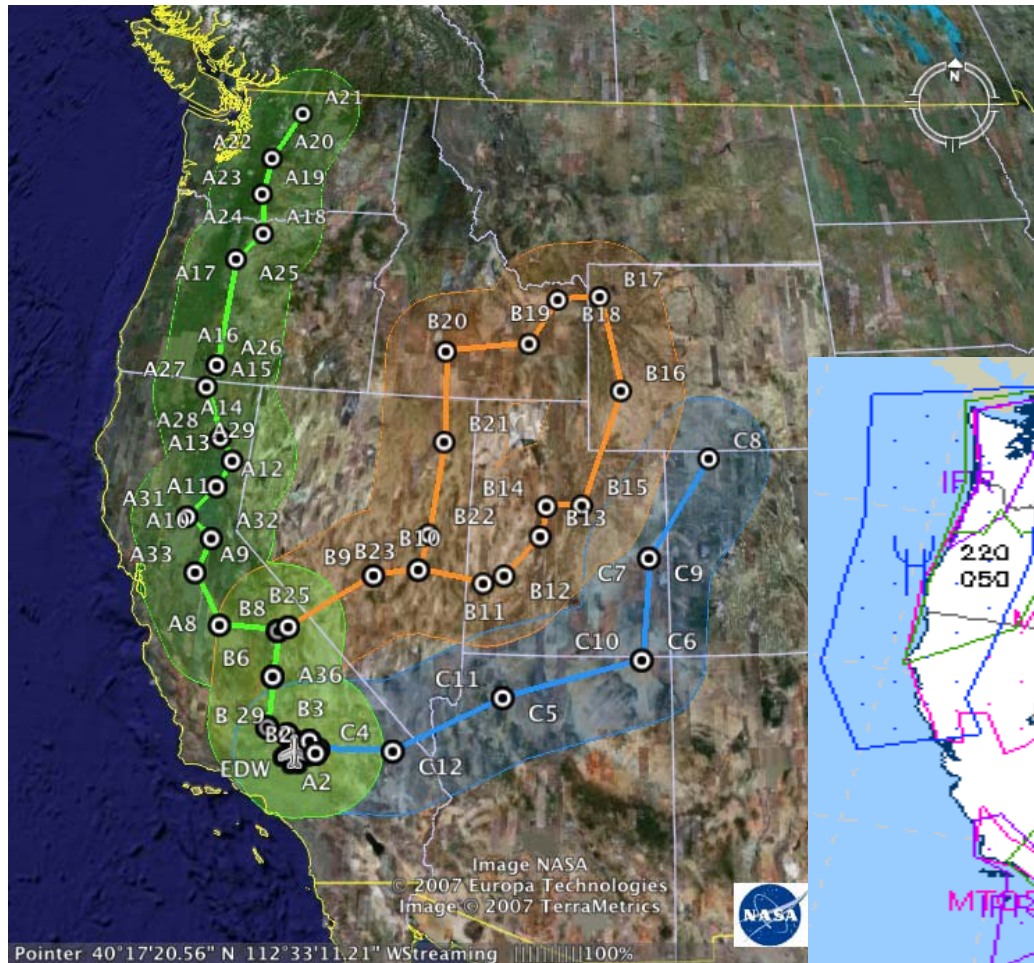 A21
A22
A20
A23
A19
A24
A18
A17
A25
A16
A26
A27
A15
A28
A14
A13
A29
A12
A31
A11
A10
A32
A33
A9
A8
B8
B25
B6
A36
B 29
B3
B2
C4
EDW
A2
C12
B9
B23
B10
B22
B11
B12
B14
B13
B15
B21
B20
B19
B18
B17
B16
C8
C7
C9
C10
C6
C11
C5
N
220
050
NASA
Image NASA
© 2007 Europa Technologies
Image © 2007 TerraMetrics
Pointer 40°17'20.56" N 112°33'11.21" W Streaming ||||||||| 100%